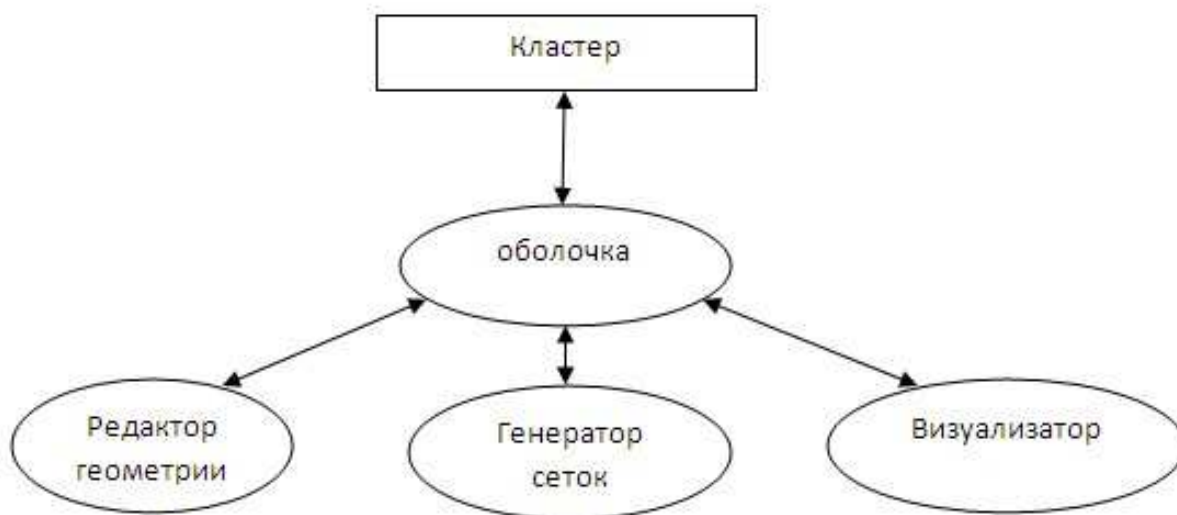 Кластер
оболочка
Редактор
геометрии
Генератор
сеток
Визуализатор